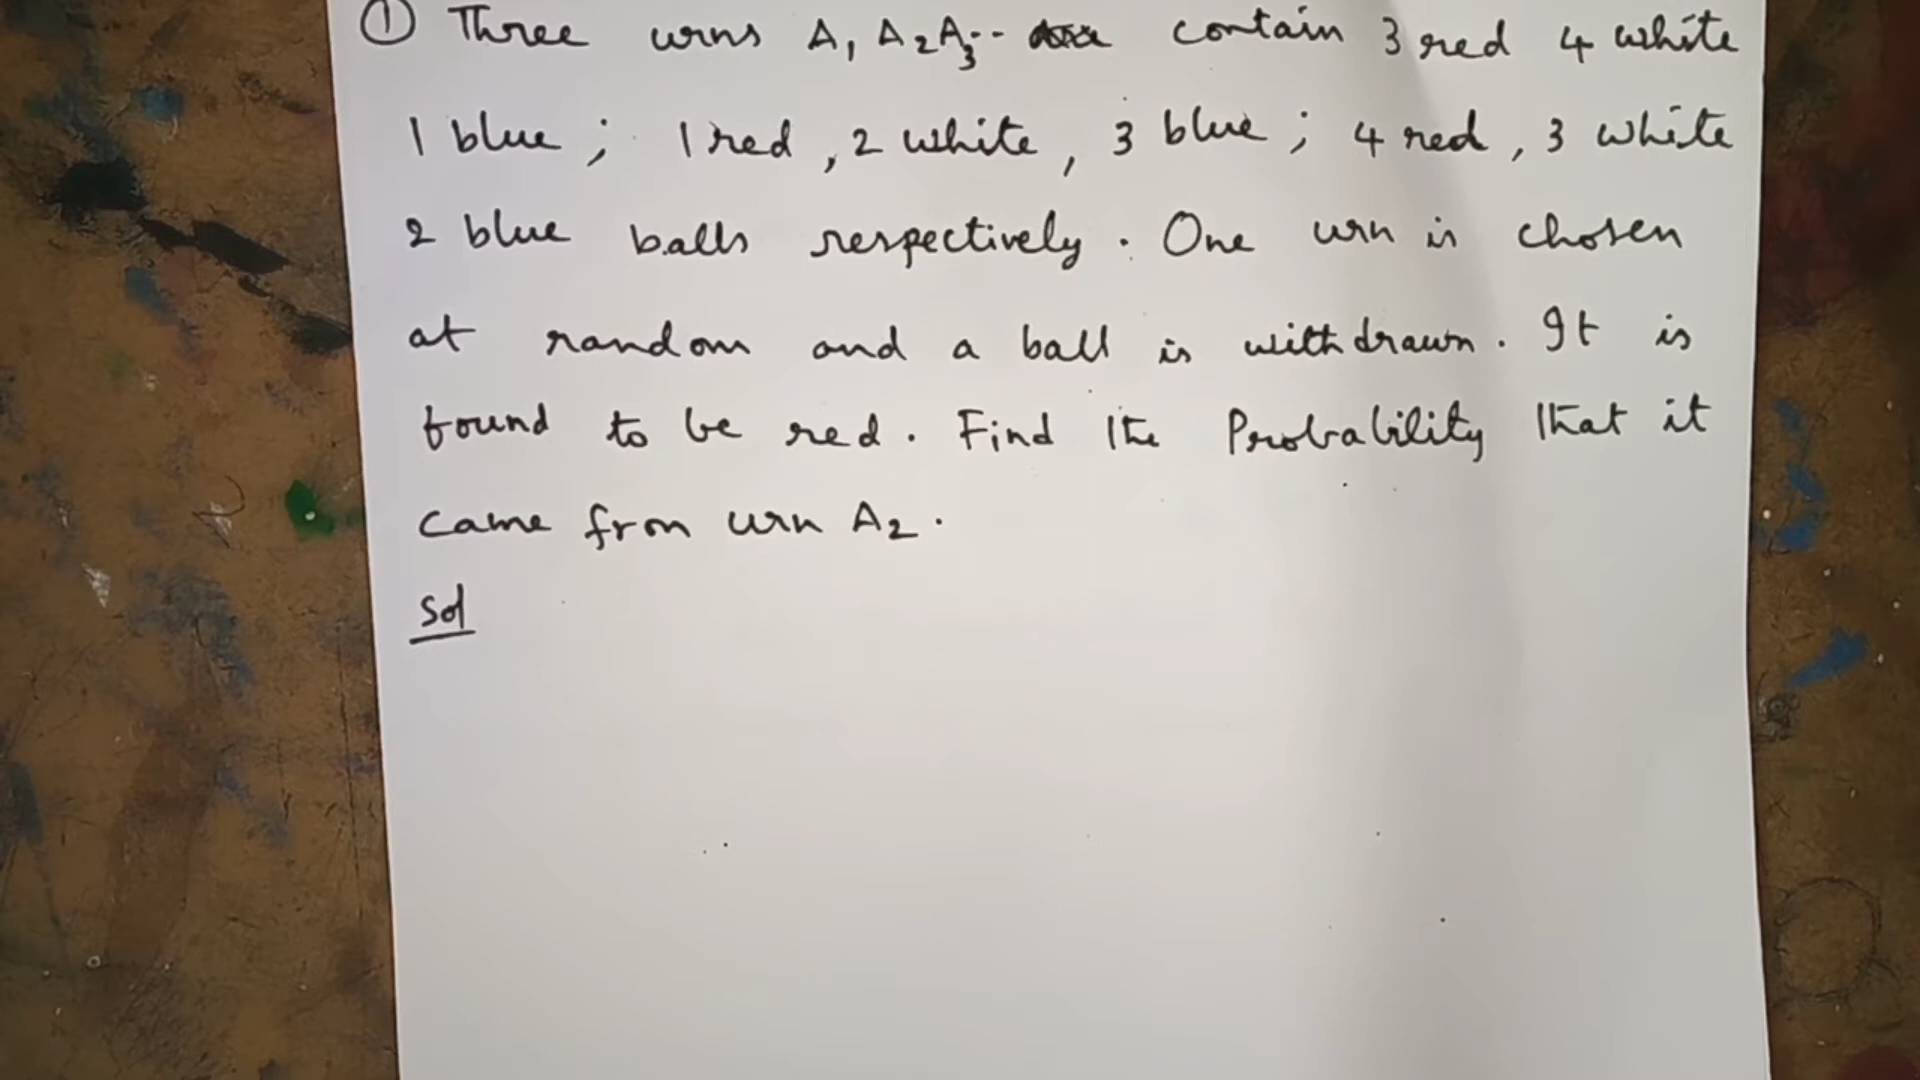 ① Three urns A₁ A₂ A₃ -- contain 3 red 4 white
1 blue ; 1 red , 2 white , 3 blue ; 4 red , 3 white
2 blue balls respectively . One urn is chosen
at random and a ball is withdrawn . It is
found to be red . Find the Probability that it
came from urn A₂ .
Sol